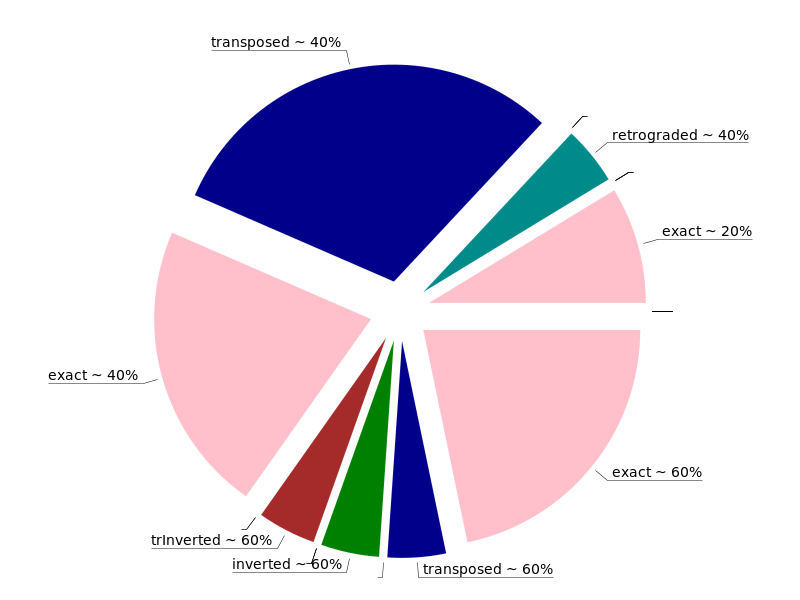 transposed ~ 40%
retrograded ~ 40%
exact ~ 20%
exact ~ 40%
exact ~ 60%
trInverted ~ 60%
inverted ~ 60%
transposed ~ 60%